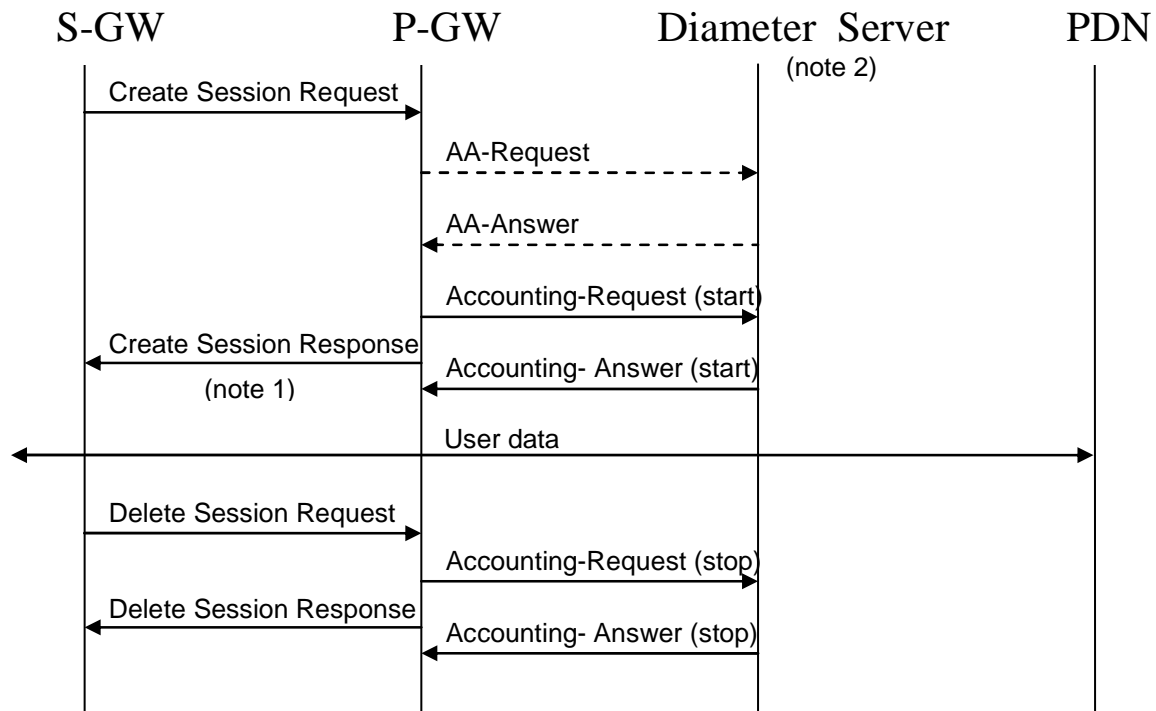 S-GW
P-GW
Diameter Server
PDN
(note 2)
Create Session Request
AA-Request
AA-Answer
Accounting-Request (start)
Create Session Response
Accounting- Answer (start)
(note 1)
User data
Delete Session Request
Accounting-Request (stop)
Delete Session Response
Accounting- Answer (stop)